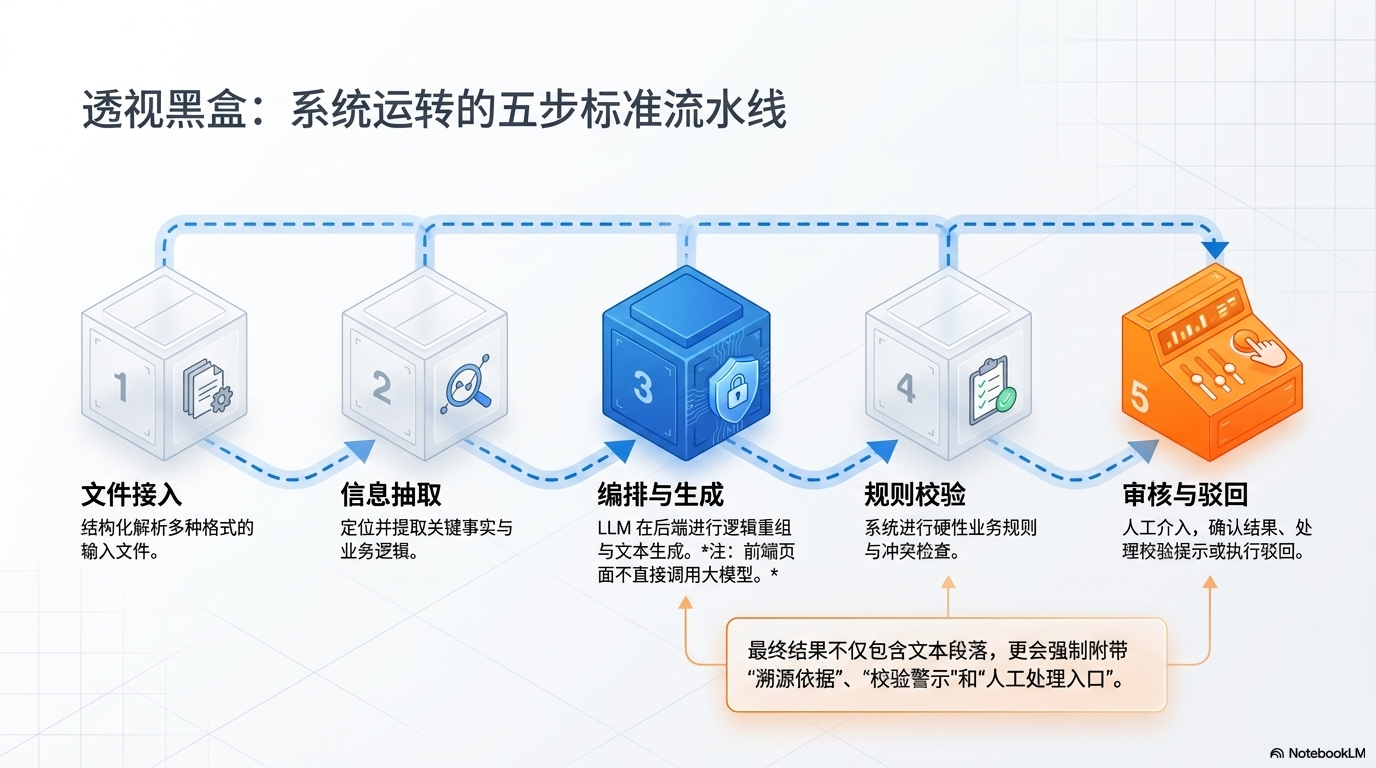 透视黑盒：系统运转的五步标准流水线
1
2
3
4
5
文件接入
结构化解析多种格式的
输入文件。
信息抽取
定位并提取关键事实与
业务逻辑。
编排与生成
LLM 在后端进行逻辑重组
与文本生成。*注：前端页
面不直接调用大模型。*
规则校验
系统进行硬性业务规则
与冲突检查。
审核与驳回
人工介入，确认结果、处
理校验提示或执行驳回。
最终结果不仅包含文本段落，更会强制附带
“溯源依据”、“校验警示”和“人工处理入口”。
NotebookLM